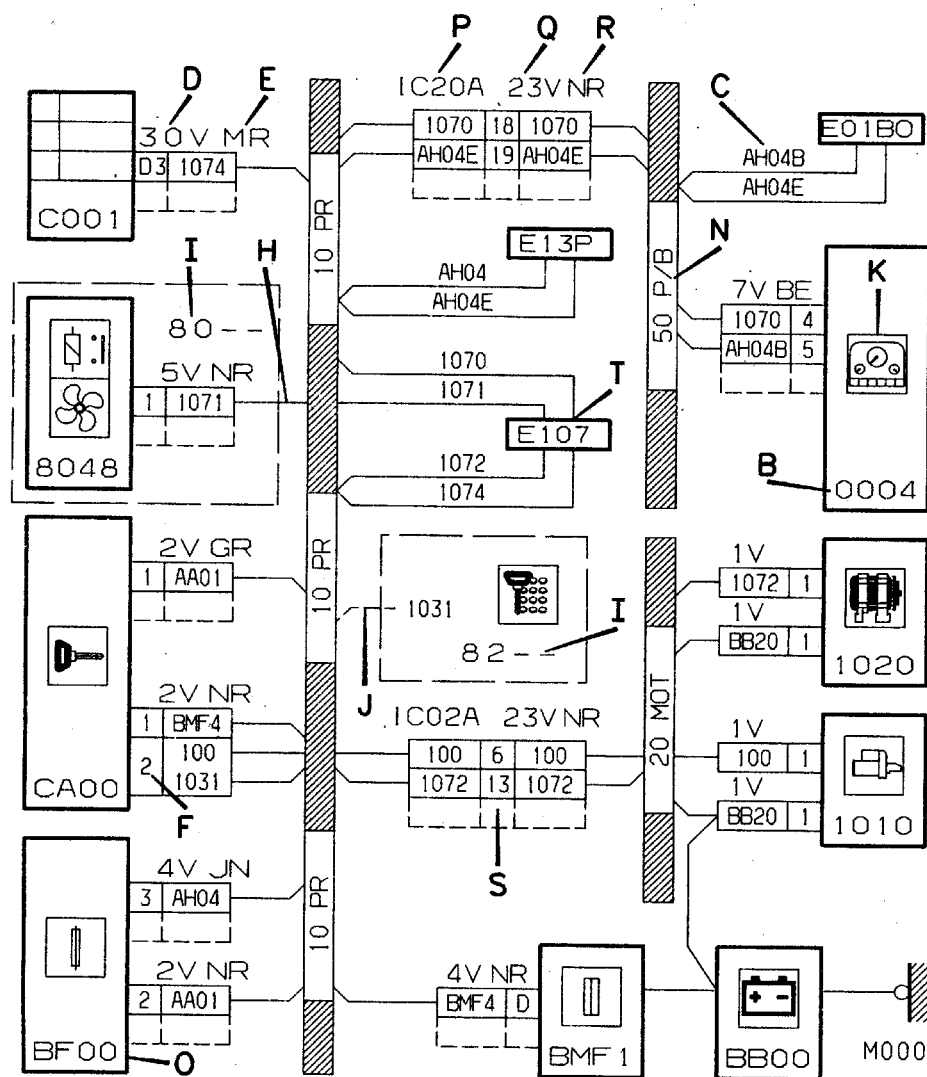 P Q R
IC20A 23V NR
D E
30V MR
D3 1074
C001
1070 18 1070
AH04E 19 AH04E
C
E01B0
AH04B
AH04E
10 PR
E13P
AH04
AH04E
N
50 P/B
K
7V BE
1070 4
AH04B 5
B
0004
I
80--
H
5V NR
1 1071
8048
1070
1071
T
E107
1072
1074
2V GR
1 AA01
10 PR
1031
82--
I
J
1V
1072 1
1V
BB20 1
1020
2V NR
1 BMF4
2 100
1031
CA00
F
IC02A 23V NR
100 6 100
1072 13 1072
S
20 MOT
1V
100 1
1V
BB20 1
1010
4V JN
3 AH04
10 PR
2V NR
2 AA01
BF00
O
4V NR
BMF4 D
BMF1
BB00
M000